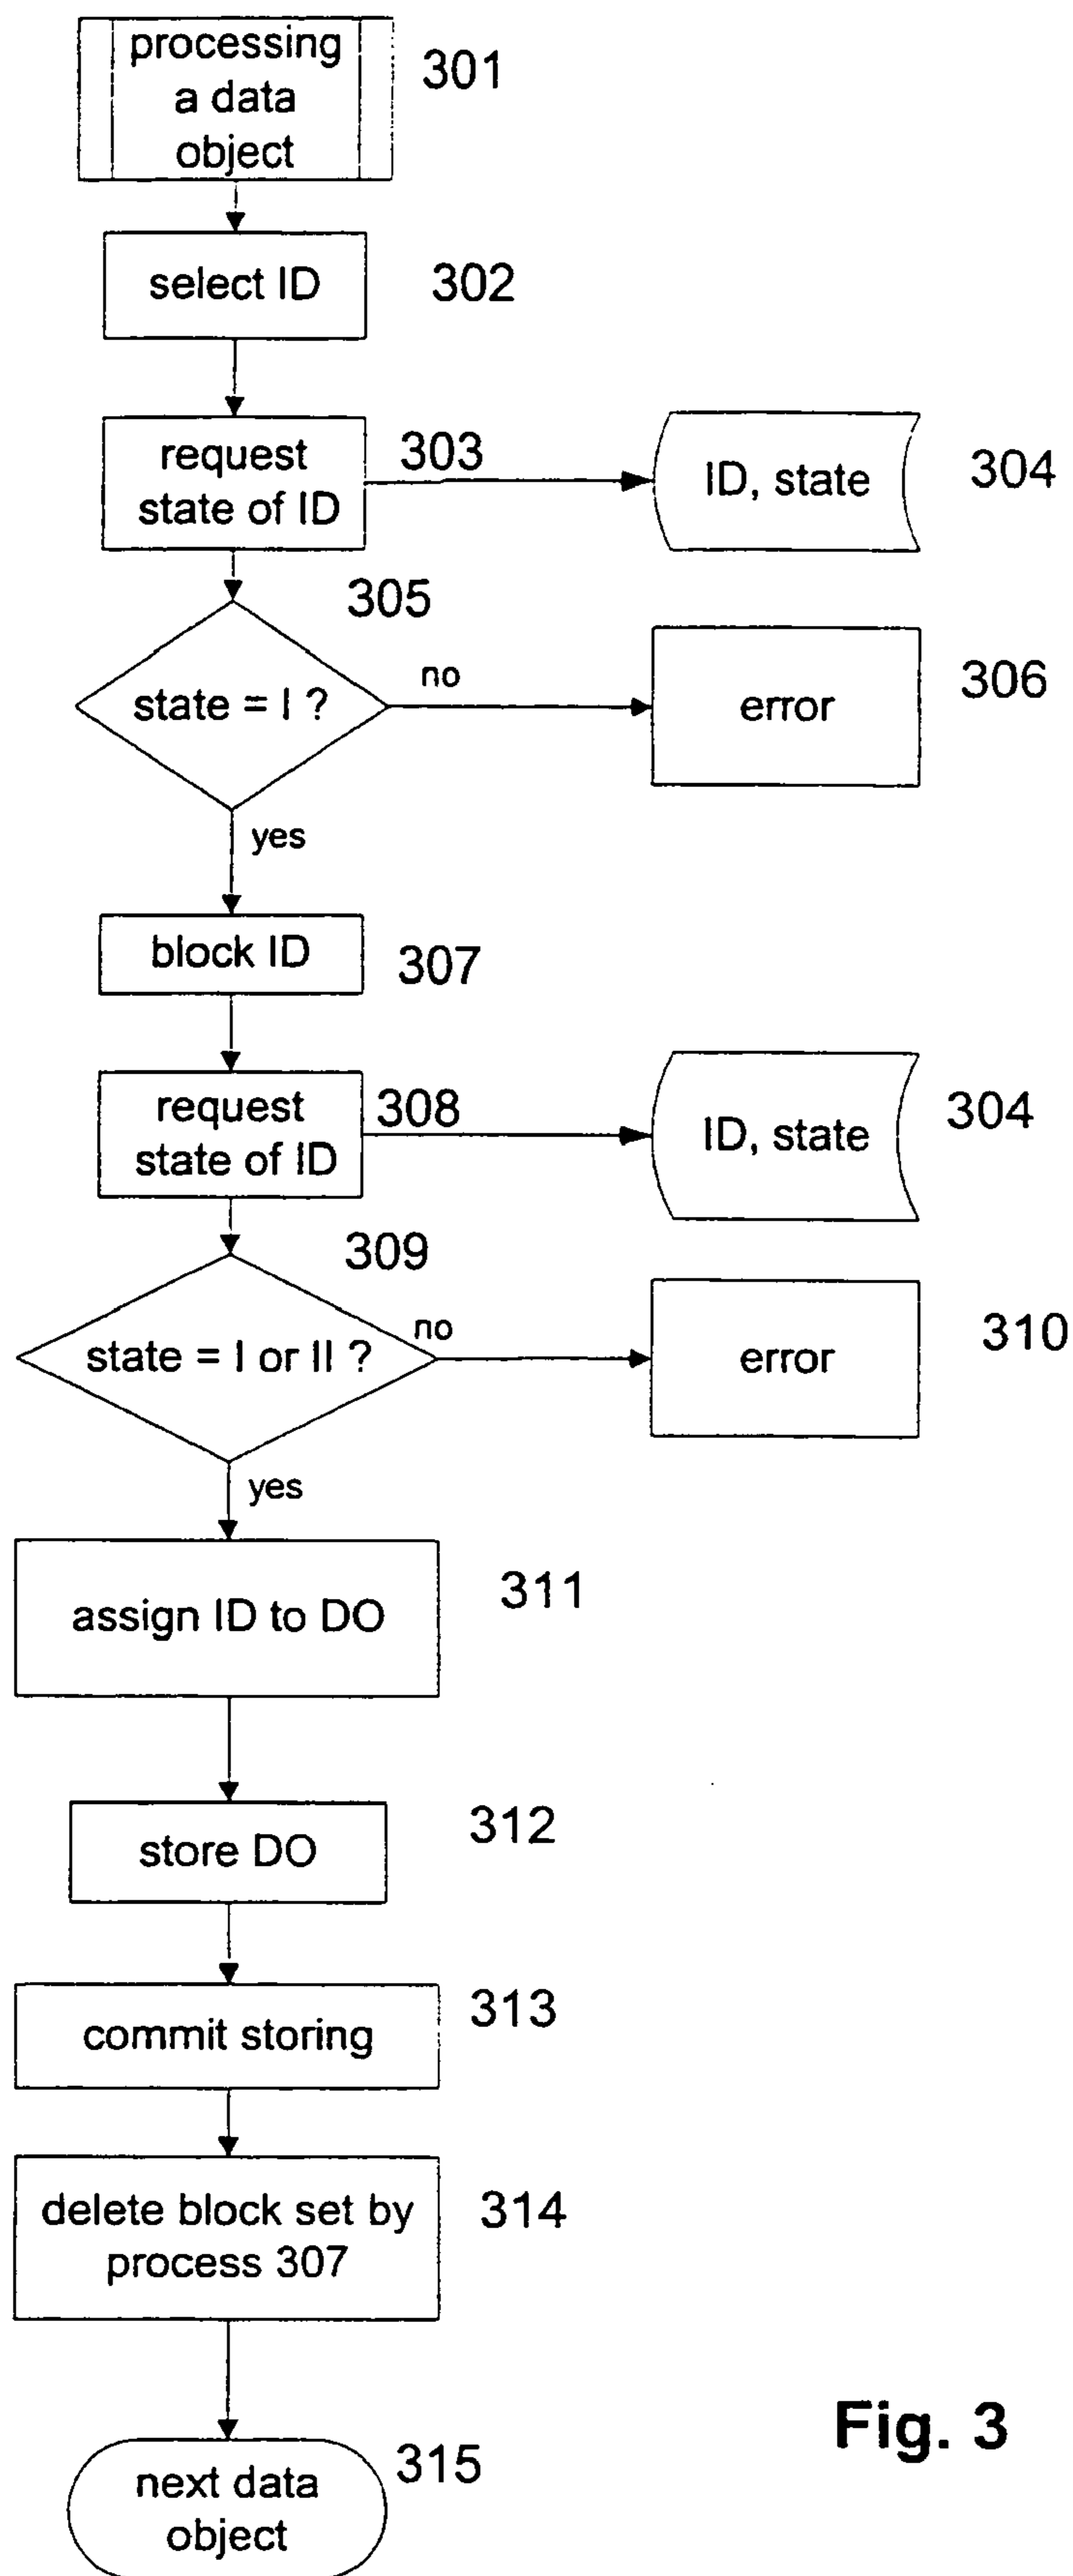 processing
a data
object
301
select ID
302
request
state of ID
303
ID, state
304
305
state = I ?
no
error
306
yes
block ID
307
request
state of ID
308
ID, state
304
309
state = I or II ?
no
error
310
yes
assign ID to DO
311
store DO
312
commit storing
313
delete block set by
process 307
314
next data
object
315
Fig. 3